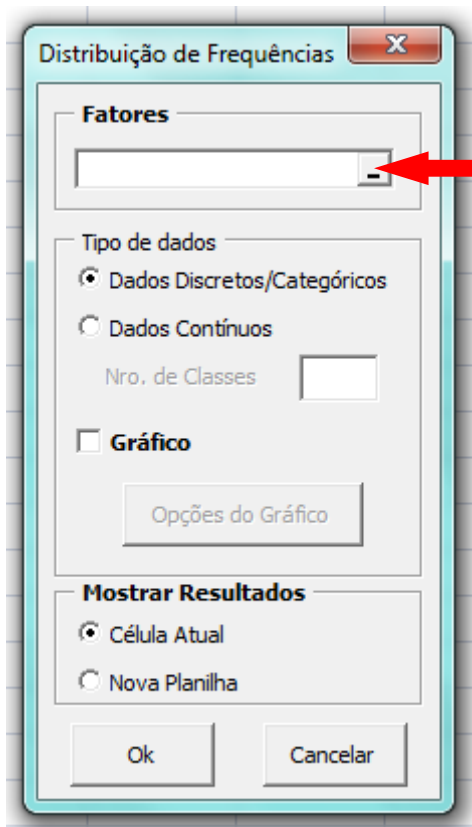 Distribuição de Frequências
Fatores
Tipo de dados
Dados Discretos/Categóricos
Dados Contínuos
Nro. de Classes
Gráfico
Opções do Gráfico
Mostrar Resultados
Célula Atual
Nova Planilha
Ok Cancelar